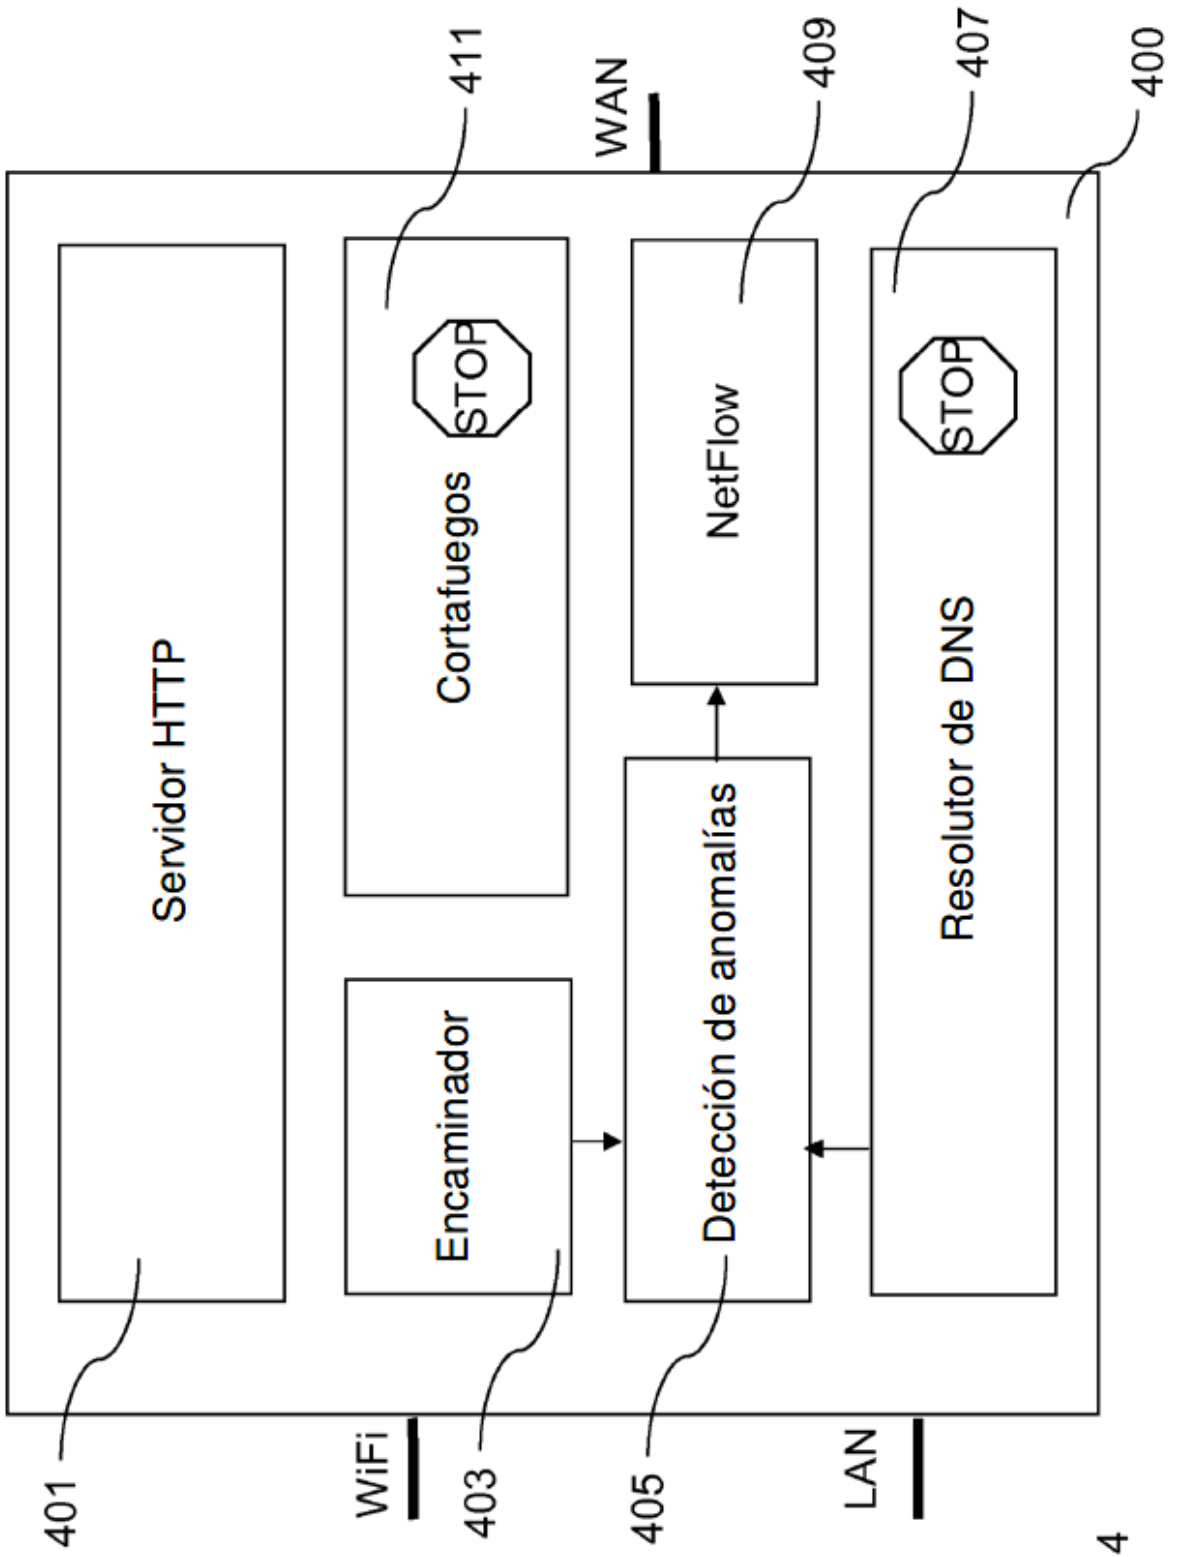 401
Servidor HTTP
WiFi
403
Encaminador
Cortafuegos
STOP
411
WAN
405
Detección de anomalías
NetFlow
409
LAN
Resolutor de DNS
STOP
407
400
4